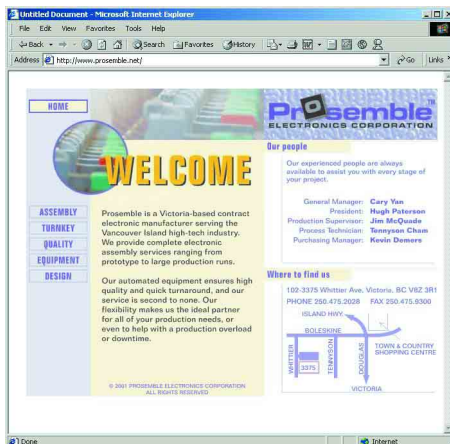 Untitled Document - Microsoft Internet Explorer
File Edit View Favorites Tools Help
Back Search Favorites History
Address http://www.prosemble.net/ Go Links
HOME
Prosemble™
ELECTRONICS CORPORATION
WELCOME
ASSEMBLY
TURNKEY
QUALITY
EQUIPMENT
DESIGN
Prosemble is a Victoria-based contract
electronic manufacturer serving the
Vancouver Island high-tech industry.
We provide complete electronic
assembly services ranging from
prototype to large production runs.
Our automated equipment ensures high
quality and quick turnaround, and our
service is second to none. Our
flexibility makes us the ideal partner
for all of your production needs, or
even to help with a production overload
or downtime.
© 2001 PROSEMBLE ELECTRONICS CORPORATION
ALL RIGHTS RESERVED
Our people
Our experienced people are always
available to assist you with every stage of
your project.
General Manager: Cary Yan
President: Hugh Paterson
Production Supervisor: Jim McQuade
Process Technician: Tennyson Cham
Purchasing Manager: Kevin Demers
Where to find us
102-3375 Whittier Ave, Victoria, BC V8Z 3R1
PHONE 250.475.2028 FAX 250.475.9300
ISLAND HWY.
BOLESKINE
WHITTIER
3375
TENNYSON
DOUGLAS
TOWN & COUNTRY
SHOPPING CENTRE
VICTORIA
Done Internet